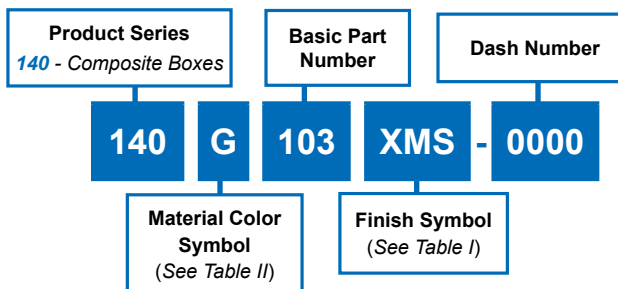 Product Series
140 - Composite Boxes
Basic Part
Number
Dash Number
140 G 103 XMS - 0000
Material Color
Symbol
(See Table II)
Finish Symbol
(See Table I)